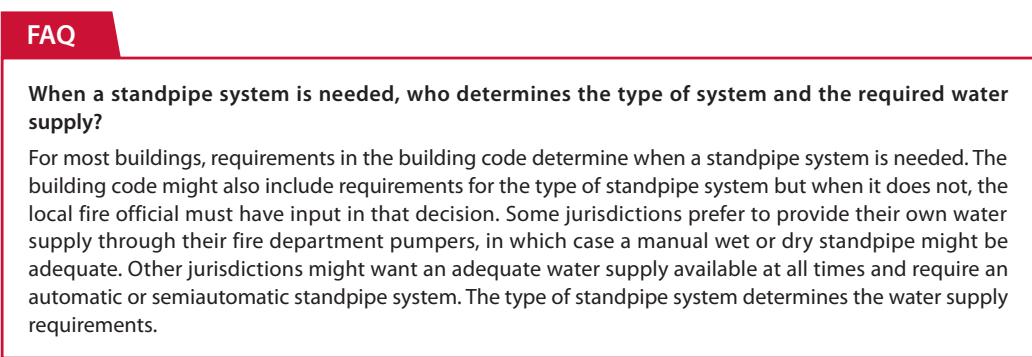 FAQ
When a standpipe system is needed, who determines the type of system and the required water
supply?
For most buildings, requirements in the building code determine when a standpipe system is needed. The
building code might also include requirements for the type of standpipe system but when it does not, the
local fire official must have input in that decision. Some jurisdictions prefer to provide their own water
supply through their fire department pumpers, in which case a manual wet or dry standpipe might be
adequate. Other jurisdictions might want an adequate water supply available at all times and require an
automatic or semiautomatic standpipe system. The type of standpipe system determines the water supply
requirements.